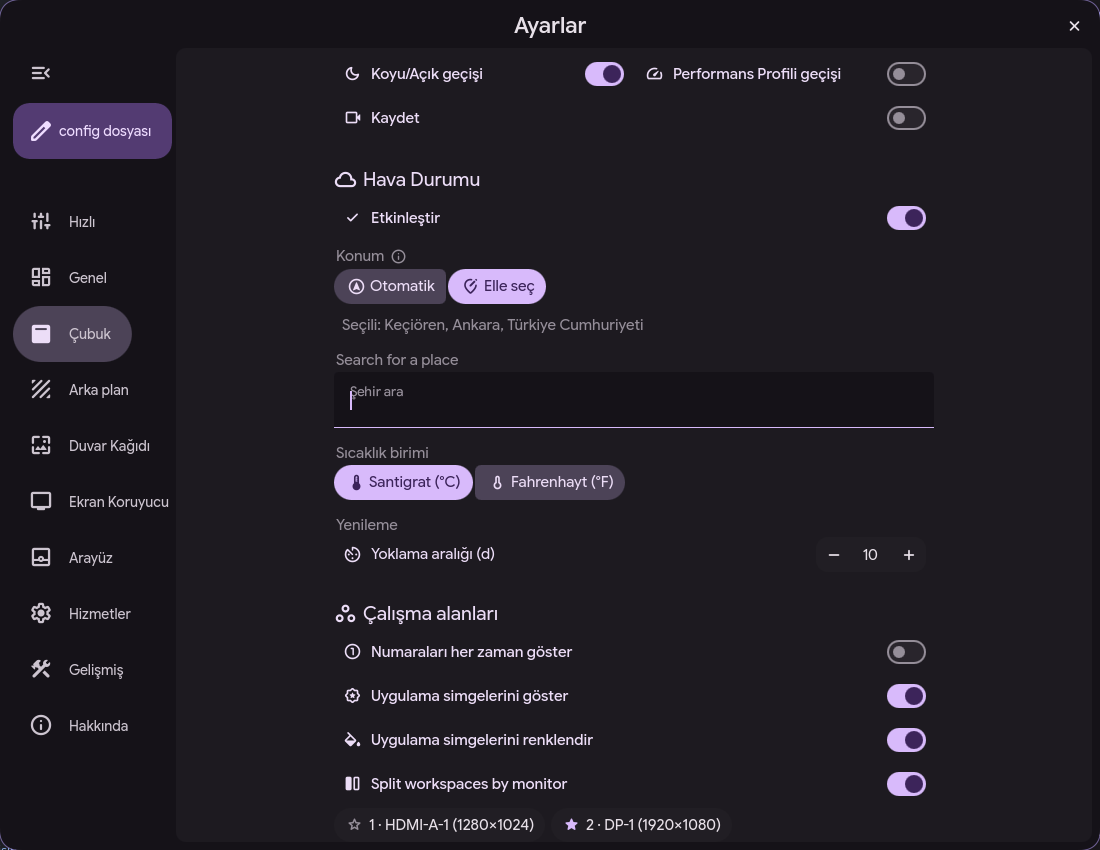 Ayarlar
config dosyası
Hızlı
Genel
Çubuk
Arka plan
Duvar Kağıdı
Ekran Koruyucu
Arayüz
Hizmetler
Gelişmiş
Hakkında
Koyu/Açık geçişi
Performans Profili geçişi
Kaydet
Hava Durumu
Etkinleştir
Konum
Otomatik
Elle seç
Seçili: Keçiören, Ankara, Türkiye Cumhuriyeti
Search for a place
Şehir ara
Sıcaklık birimi
Santigrat (°C)
Fahrenhayt (°F)
Yenileme
Yoklama aralığı (d)
10
Çalışma alanları
Numaraları her zaman göster
Uygulama simgelerini göster
Uygulama simgelerini renklendir
Split workspaces by monitor
1 · HDMI-A-1 (1280×1024)
2 · DP-1 (1920×1080)